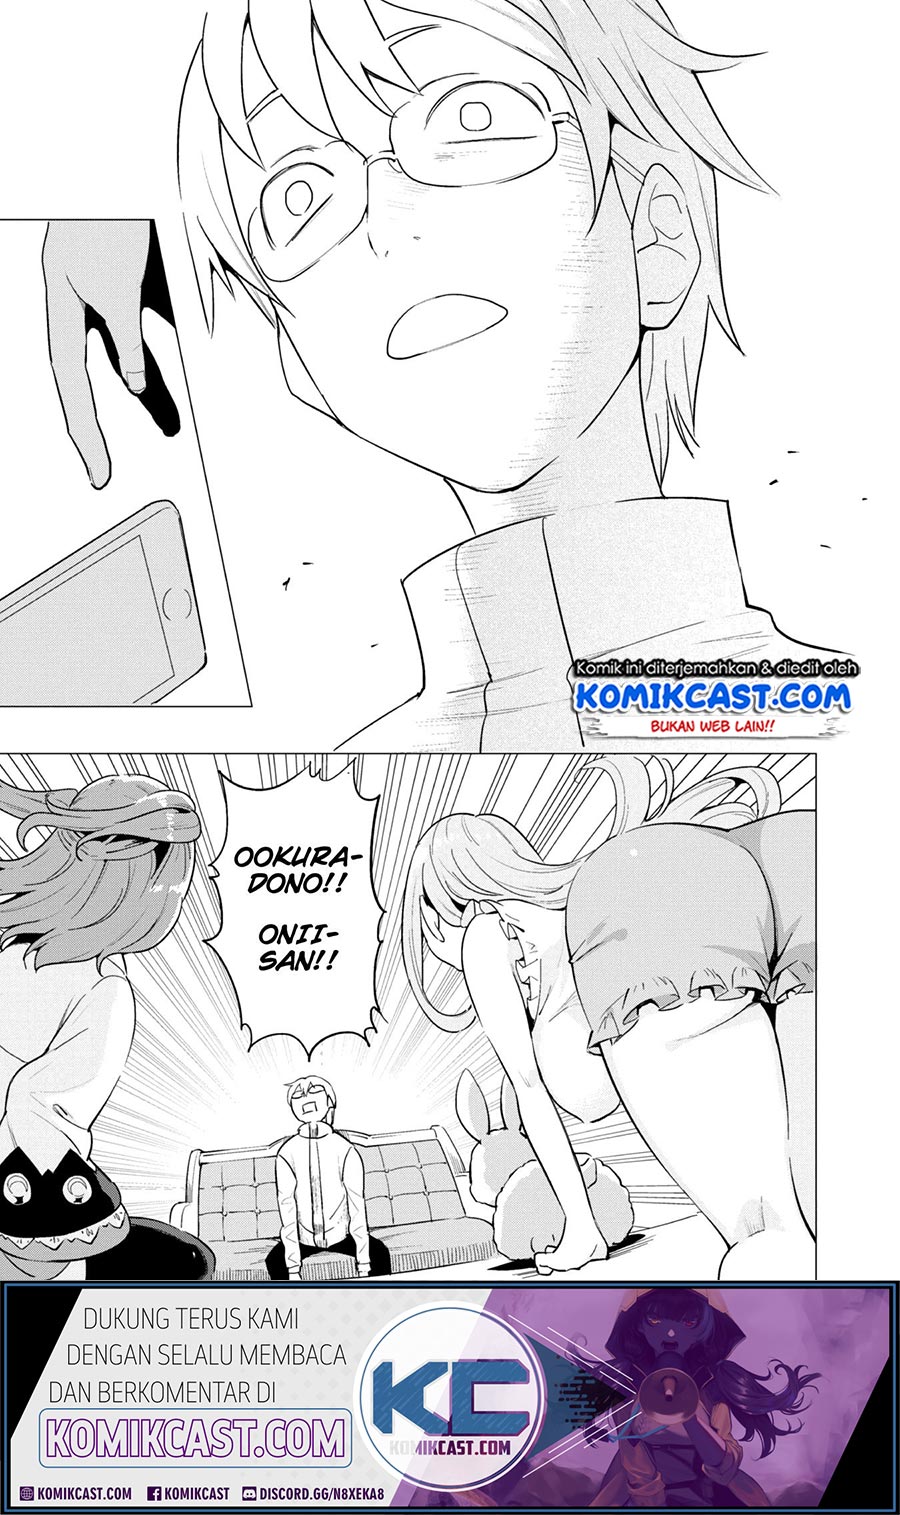 Komik ini diterjemahkan & diedit oleh
KOMIKCAST.COM
BUKAN WEB LAIN!!
OOKURA-
DONO!!
ONII-
SAN!!
DUKUNG TERUS KAMI
DENGAN SELALU MEMBACA
DAN BERKOMENTAR DI
KOMIKCAST.COM
KOMIKCAST.COM
KOMIKCAST
DISCORD.GG/N8XEKA8
KC
KOMIKCAST.COM